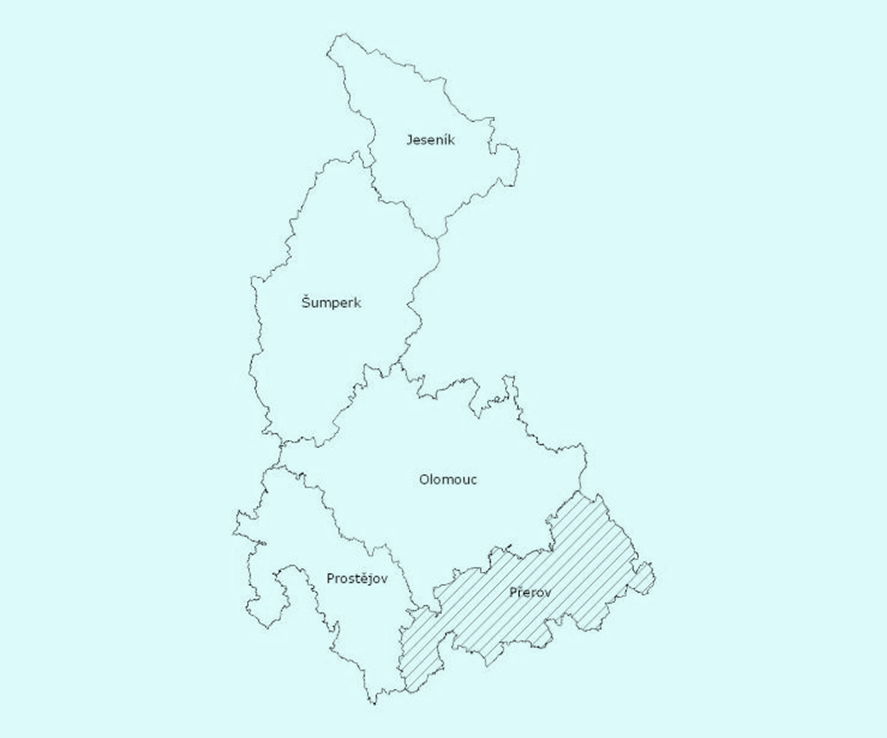 Jeseník
Šumperk
Olomouc
Prostějov
Přerov